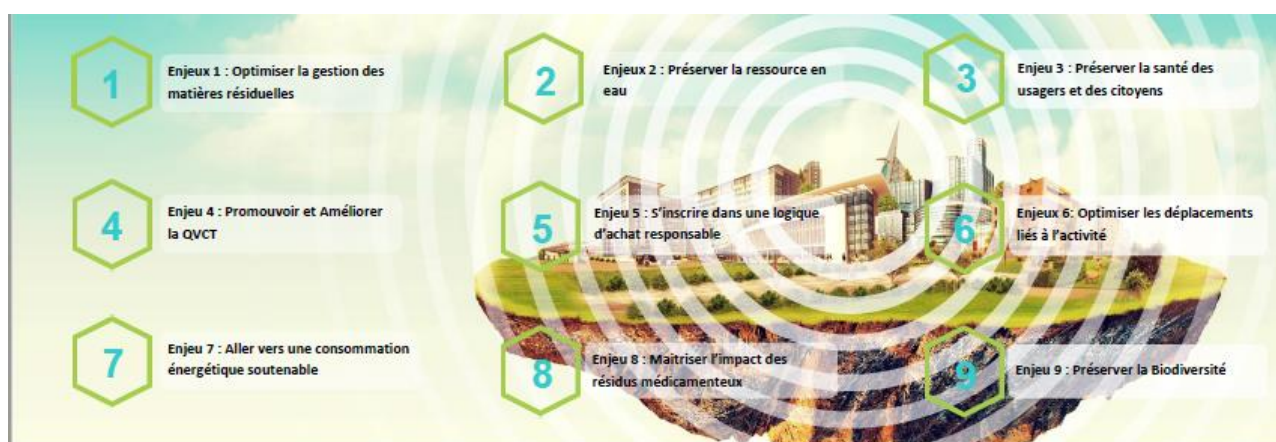 1
Enjeux 1 : Optimiser la gestion des
matières résiduelles
2
Enjeux 2 : Préserver la ressource en
eau
3
Enjeu 3 : Préserver la santé des
usagers et des citoyens
4
Enjeu 4 : Promouvoir et Améliorer
la QVCT
5
Enjeu 5 : S'inscrire dans une logique
d'achat responsable
6
Enjeux 6: Optimiser les déplacements
liés à l'activité
7
Enjeu 7 : Aller vers une consommation
énergétique soutenable
8
Enjeu 8 : Maitriser l'impact des
résidus médicamenteux
9
Enjeu 9 : Préserver la Biodiversité